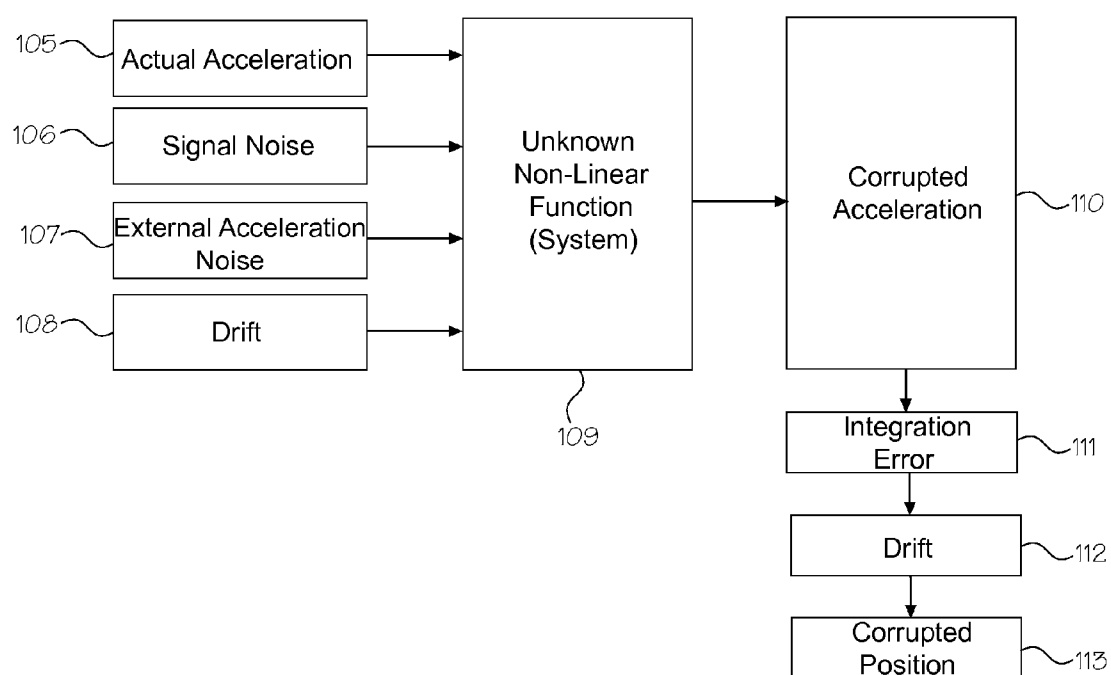 105
Actual Acceleration
106
Signal Noise
107
External Acceleration
Noise
108
Drift
Unknown
Non-Linear
Function
(System)
109
Corrupted
Acceleration
110
Integration
Error
111
Drift
112
Corrupted
Position
113